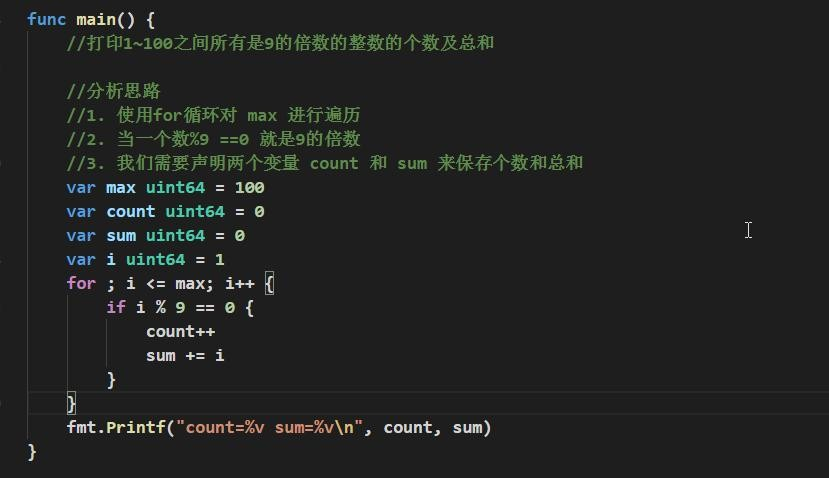 func main() {
//打印1~100之间所有是9的倍数的整数的个数及总和
//分析思路
//1. 使用for循环对 max 进行遍历
//2. 当一个数%9 ==0 就是9的倍数
//3. 我们需要声明两个变量 count 和 sum 来保存个数和总和
var max uint64 = 100
var count uint64 = 0
var sum uint64 = 0
var i uint64 = 1
for ; i <= max; i++ {
if i % 9 == 0 {
count++
sum += i
}
}
fmt.Printf("count=%v sum=%v\n", count, sum)
}